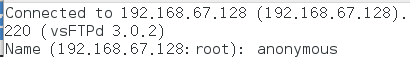 Connected to 192.168.67.128 (192.168.67.128).
220 (vsFTPd 3.0.2)
Name (192.168.67.128:root): anonymous